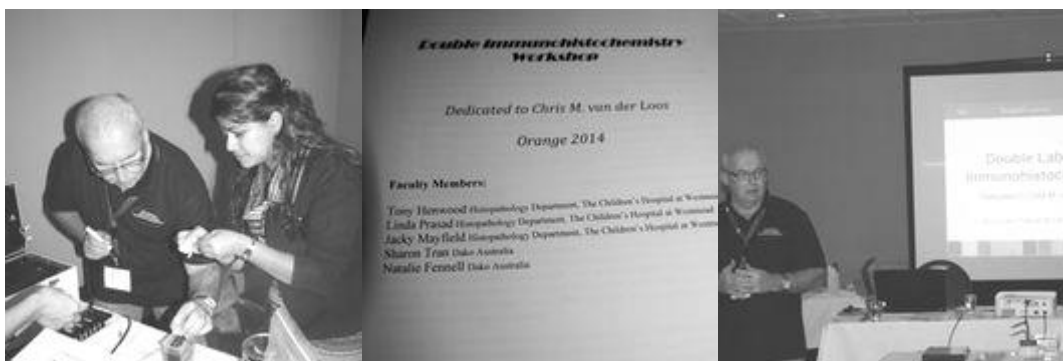 Double Immunohistochemistry
Workshop
Dedicated to Chris M. van der Loos
Orange 2014
Faculty Members:
Tony Henwood Histopathology Department, The Children's Hospital at Westmead
Linda Prasad Histopathology Department, The Children's Hospital at Westmead
Jacky Mayfield Histopathology Department, The Children's Hospital at Westm
Sharon Tran Dako Australia
Natalie Fennell Dako Australia
Double Lab
Immunohistoc